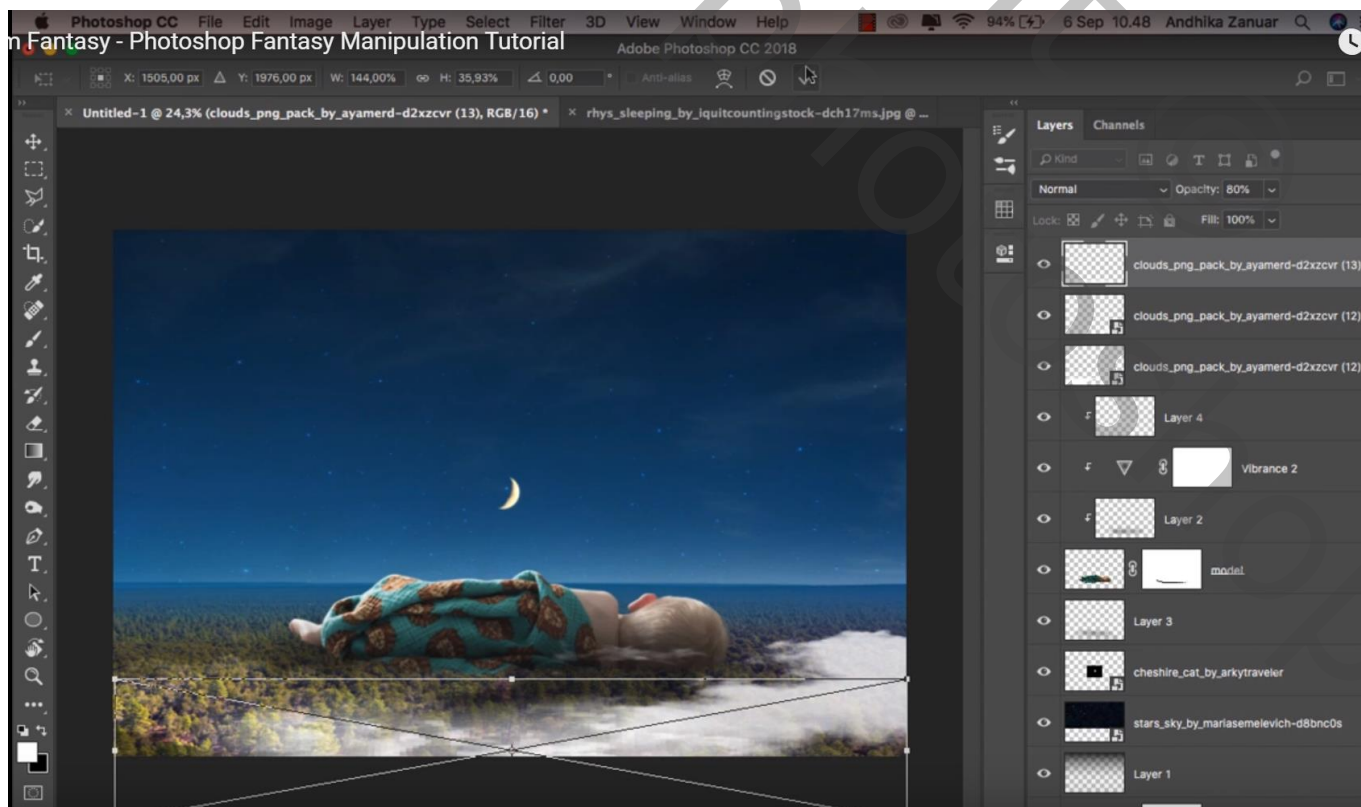 Photoshop CC File Edit Image Layer Type Select Filter 3D View Window Help 94% 6 Sep 10.48 Andhika Zanuar
n Fantasy - Photoshop Fantasy Manipulation Tutorial
Adobe Photoshop CC 2018
X: 1505,00 px Y: 1976,00 px W: 144,00% H: 35,93% 0,00 ° Anti-alias
× Untitled-1 @ 24,3% (clouds_png_pack_by_ayamerd-d2xzcvr (13), RGB/16) * × rhys_sleeping_by_iquitcountingstock-dch17ms.jpg @ ...
Layers Channels
Kind
Normal Opacity: 80%
Lock: Fill: 100%
clouds_png_pack_by_ayamerd-d2xzcvr (13)
clouds_png_pack_by_ayamerd-d2xzcvr (12)
clouds_png_pack_by_ayamerd-d2xzcvr (12)
Layer 4
Vibrance 2
Layer 2
model
Layer 3
cheshire_cat_by_arkytraveler
stars_sky_by_mariasemelevich-d8bnc0s
Layer 1